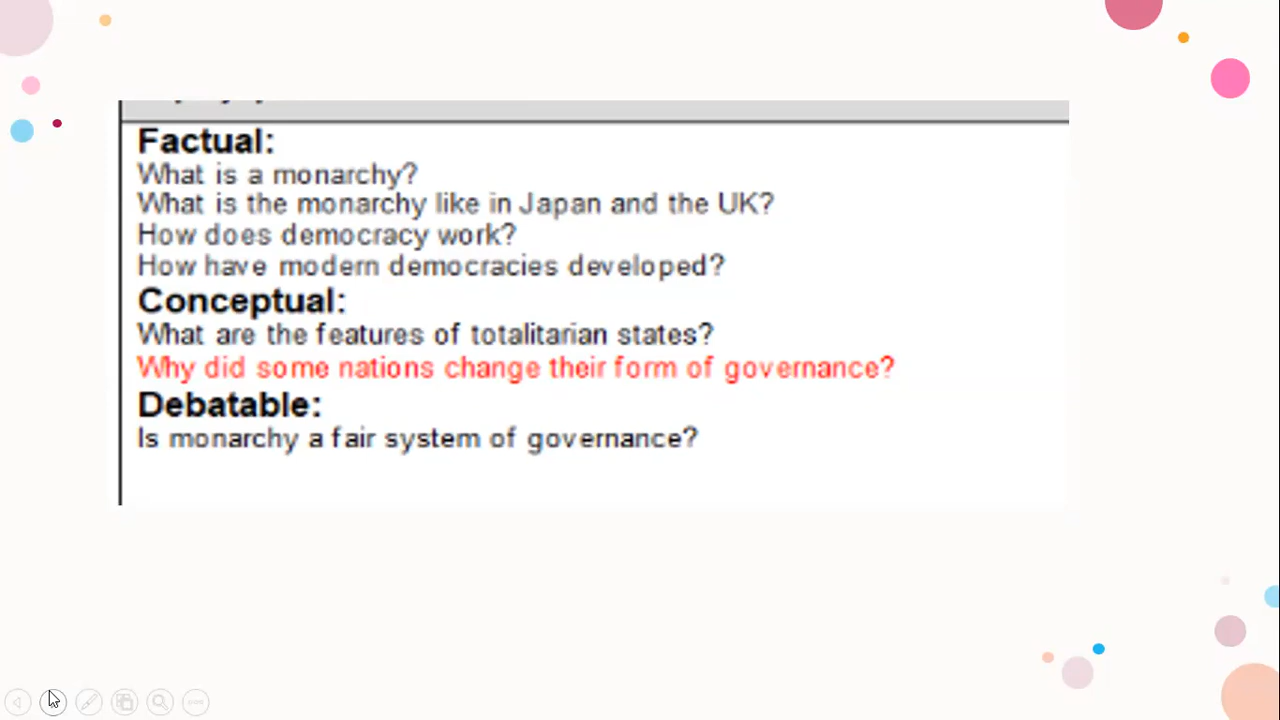 Factual:
What is a monarchy?
What is the monarchy like in Japan and the UK?
How does democracy work?
How have modern democracies developed?
Conceptual:
What are the features of totalitarian states?
Why did some nations change their form of governance?
Debatable:
Is monarchy a fair system of governance?